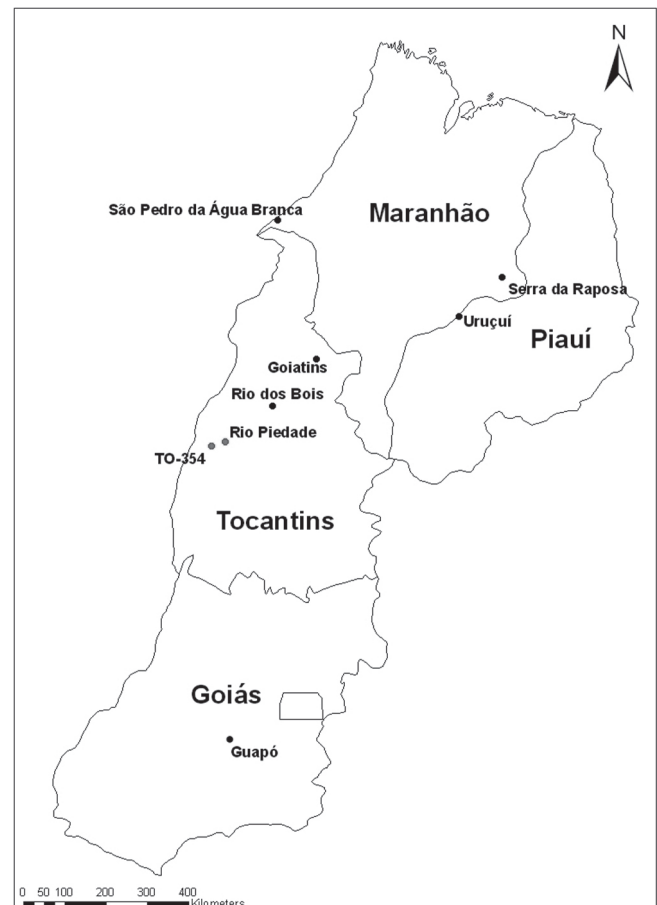 N
São Pedro da Água Branca
Maranhão
Serra da Raposa
Uruçuí
Piauí
Goiatins
Rio dos Bois
Rio Piedade
TO-354
Tocantins
Goiás
Guapó
0 50 100 200 300 400
Kilometers